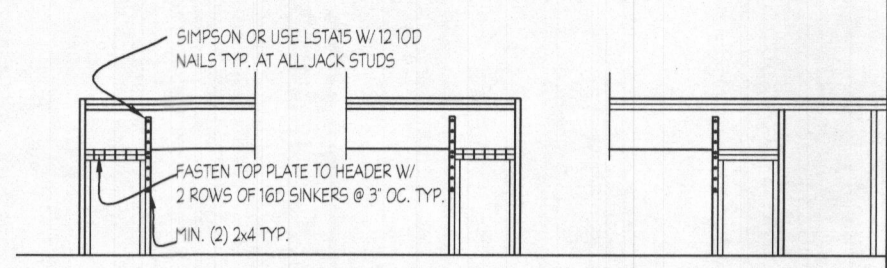 SIMPSON OR USE LSTA15 W/ 12 10D
NAILS TYP. AT ALL JACK STUDS
FASTEN TOP PLATE TO HEADER W/
2 ROWS OF 16D SINKERS @ 3" OC. TYP.
MIN. (2) 2x4 TYP.